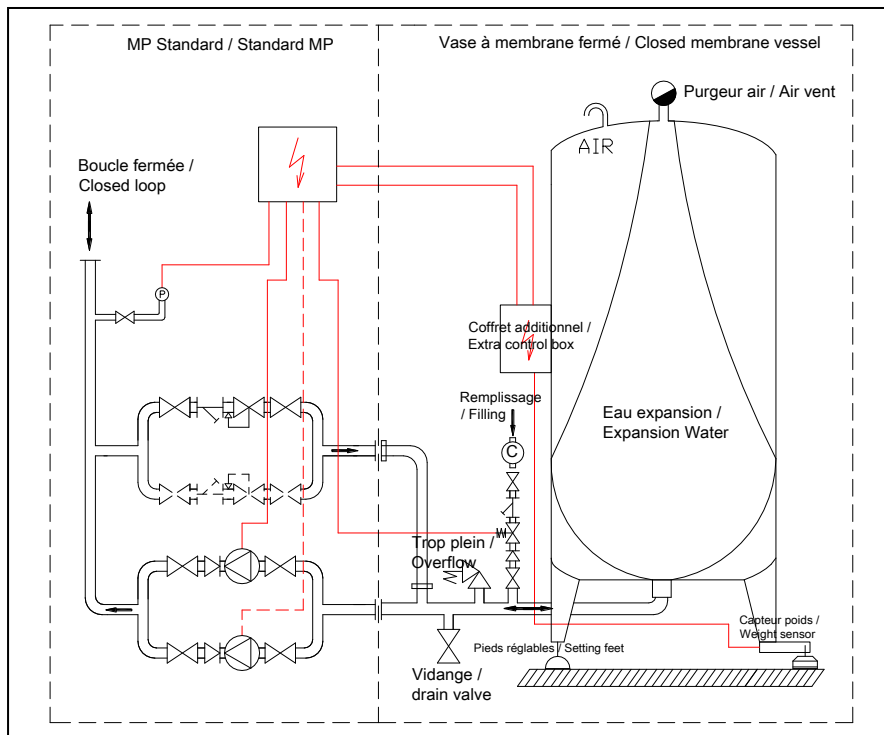 MP Standard / Standard MP
Vase à membrane fermé / Closed membrane vessel
Purgeur air / Air vent
AIR
Boucle fermée /
Closed loop
P
Coffret additionnel /
Extra control box
Remplissage
/ Filling
C
Eau expansion /
Expansion Water
Trop plein /
Overflow
Capteur poids /
Weight sensor
Pieds réglables / Setting feet
Vidange /
drain valve